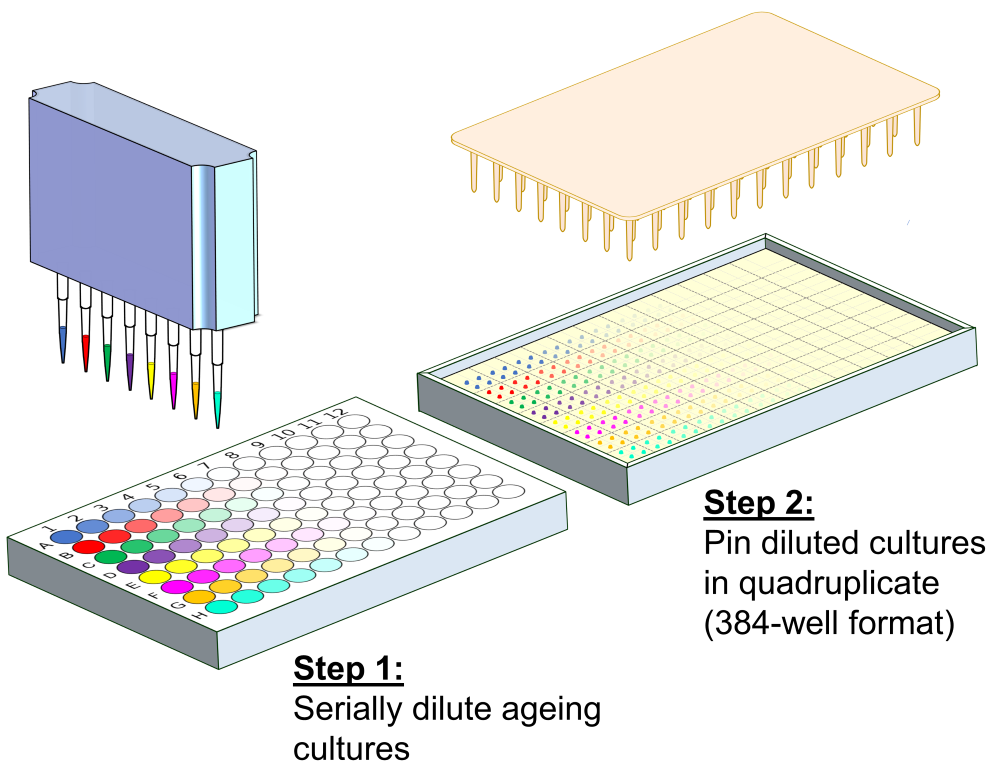 1 2 3 4 5 6 7 8 9 10 11 12
A
B
C
D
E
F
G
H
Step 1:
Serially dilute ageing
cultures
Step 2:
Pin diluted cultures
in quadruplicate
(384-well format)